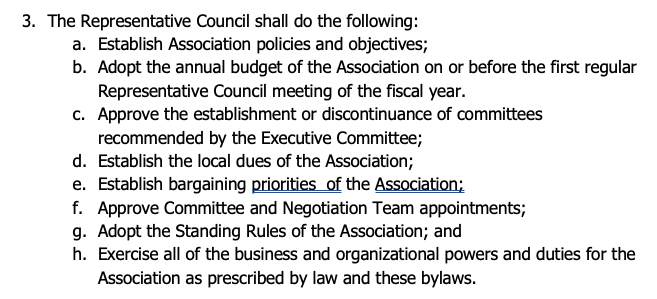 3. The Representative Council shall do the following:
a. Establish Association policies and objectives;
b. Adopt the annual budget of the Association on or before the first regular
Representative Council meeting of the fiscal year.
c. Approve the establishment or discontinuance of committees
recommended by the Executive Committee;
d. Establish the local dues of the Association;
e. Establish bargaining priorities  of the Association;
f. Approve Committee and Negotiation Team appointments;
g. Adopt the Standing Rules of the Association; and
h. Exercise all of the business and organizational powers and duties for the
Association as prescribed by law and these bylaws.